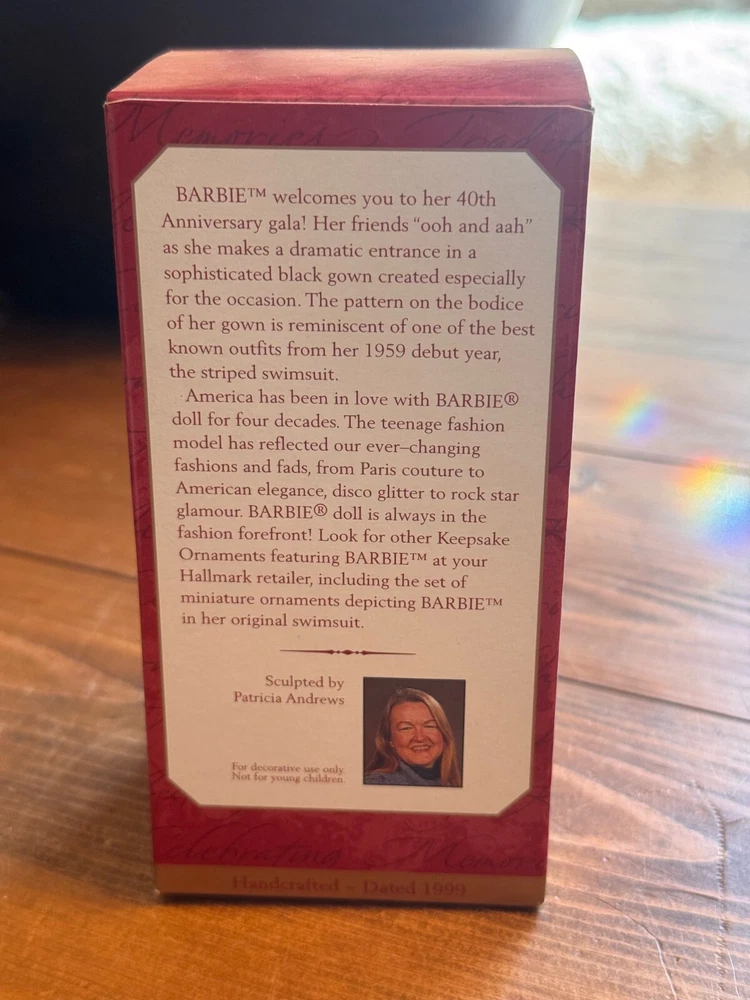 Memories
BARBIE™ welcomes you to her 40th
Anniversary gala! Her friends “ooh and aah”
as she makes a dramatic entrance in a
sophisticated black gown created especially
for the occasion. The pattern on the bodice
of her gown is reminiscent of one of the best
known outfits from her 1959 debut year,
the striped swimsuit.
America has been in love with BARBIE®
doll for four decades. The teenage fashion
model has reflected our ever–changing
fashions and fads, from Paris couture to
American elegance, disco glitter to rock star
glamour. BARBIE® doll is always in the
fashion forefront! Look for other Keepsake
Ornaments featuring BARBIE™ at your
Hallmark retailer, including the set of
miniature ornaments depicting BARBIE™
in her original swimsuit.
Sculpted by
Patricia Andrews
For decorative use only.
Not for young children.
Celebrating
Handcrafted ~ Dated 1999